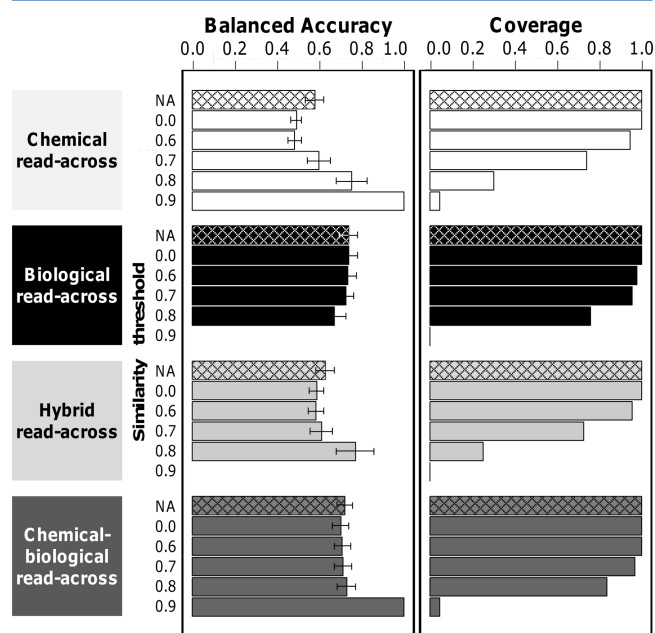 Balanced Accuracy Coverage
0.0 0.2 0.4 0.6 0.8 1.0 0.0 0.2 0.4 0.6 0.8 1.0
Chemical
read-across
NA
0.0
0.6
0.7
0.8
0.9
Biological
read-across
NA
0.0
0.6
0.7
0.8
0.9
Similarity threshold
Hybrid
read-across
NA
0.0
0.6
0.7
0.8
0.9
Chemical-
biological
read-across
NA
0.0
0.6
0.7
0.8
0.9